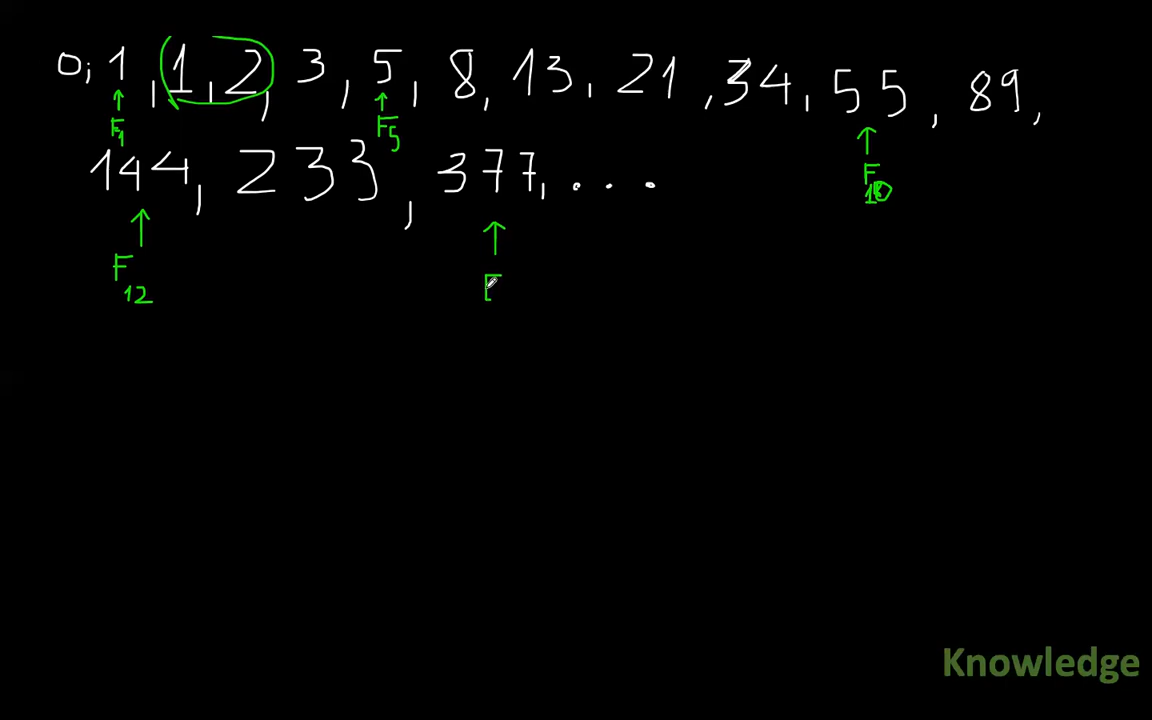 0; 1, 1, 2, 3, 5, 8, 13, 21, 34, 55, 89,
F1 F5 F10
144, 233, 377, ...
F12 F
Knowledge